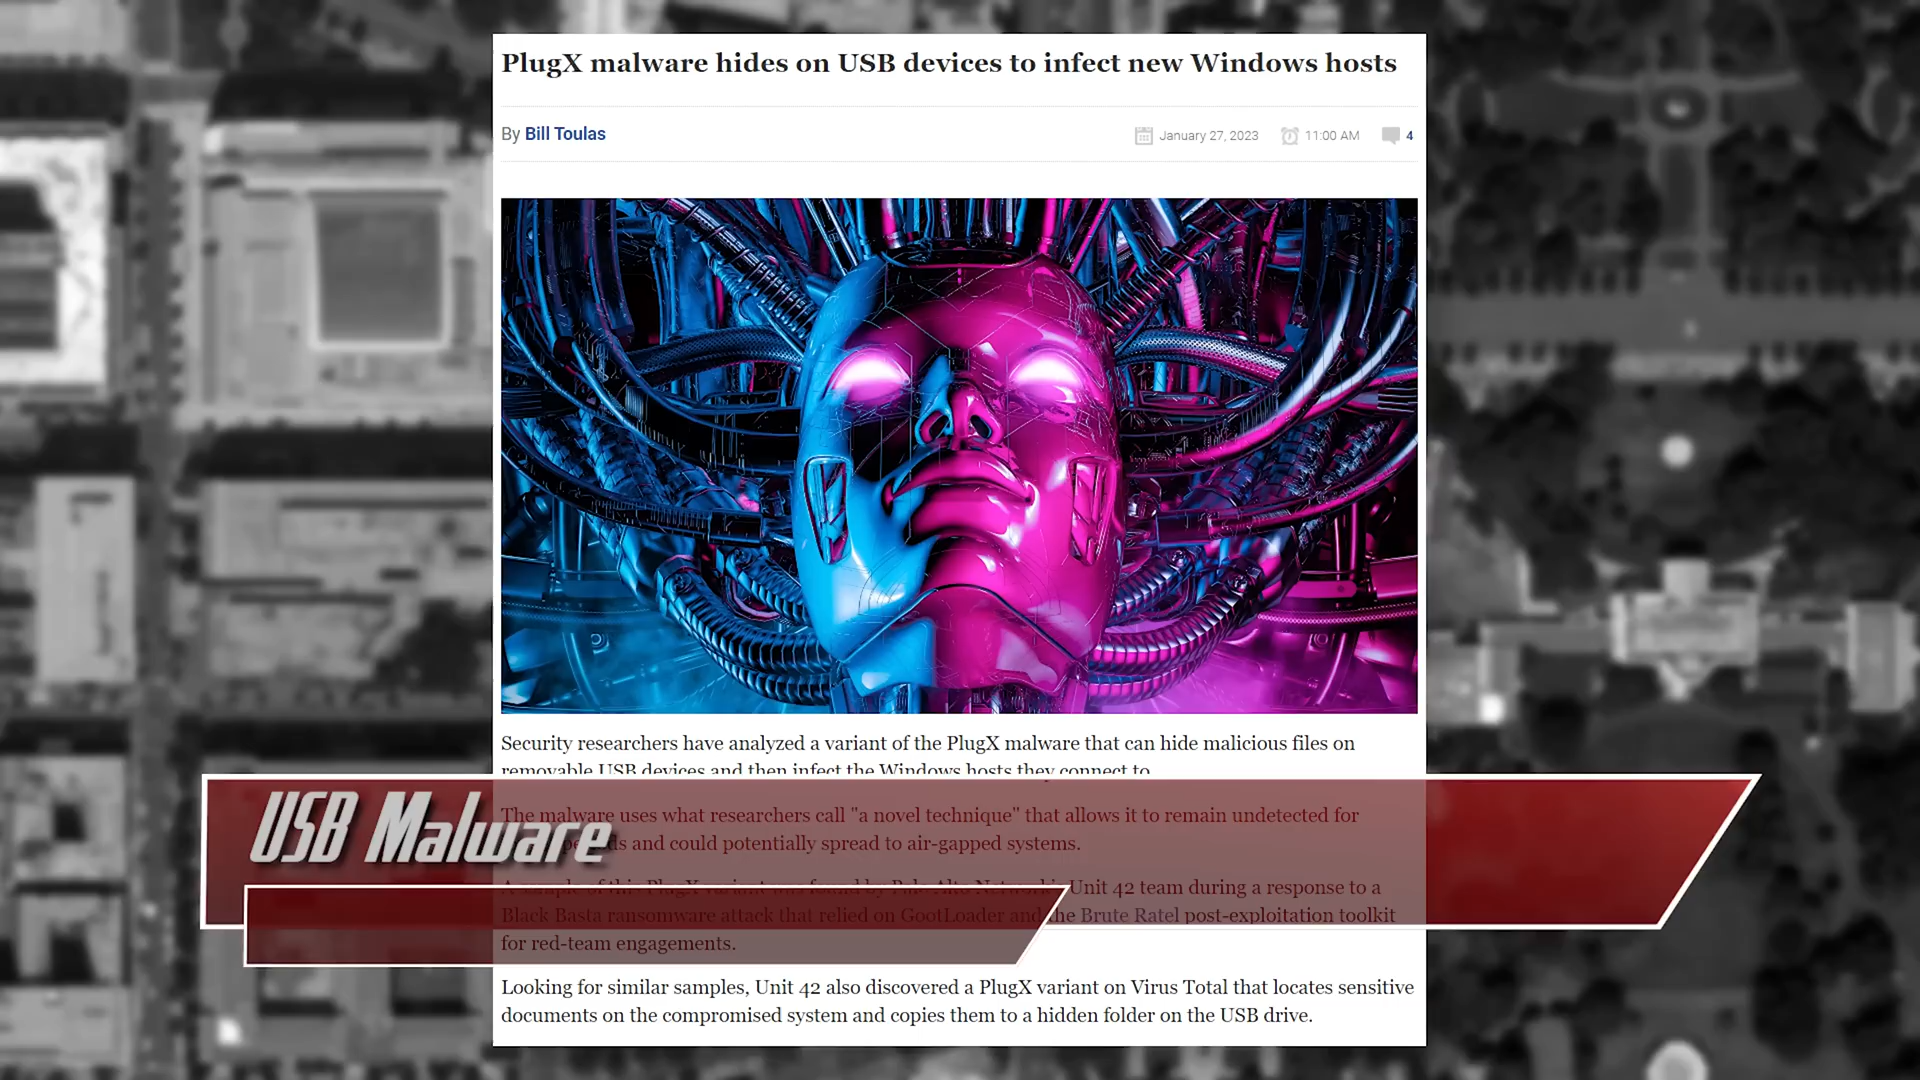 PlugX malware hides on USB devices to infect new Windows hosts
By Bill Toulas
January 27, 2023 11:00 AM 4
Security researchers have analyzed a variant of the PlugX malware that can hide malicious files on
removable USB devices and then infect the Windows hosts they connect to.
USB Malware
The malware uses what researchers call "a novel technique" that allows it to remain undetected for
and could potentially spread to air-gapped systems.
A sample of this PlugX variant was found by Palo Alto Network's Unit 42 team during a response to a
Black Basta ransomware attack that relied on GootLoader and the Brute Ratel post-exploitation toolkit
for red-team engagements.
Looking for similar samples, Unit 42 also discovered a PlugX variant on Virus Total that locates sensitive
documents on the compromised system and copies them to a hidden folder on the USB drive.